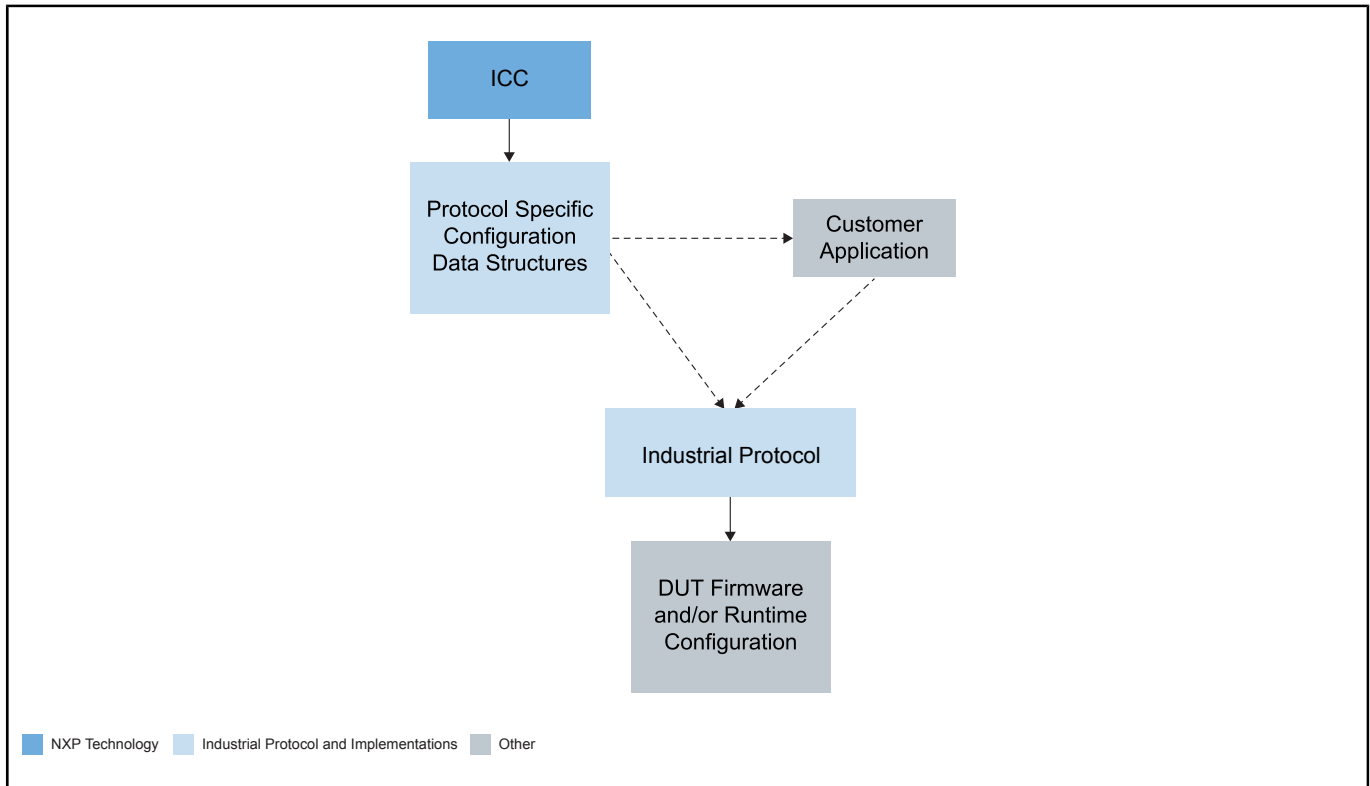 ICC
Protocol Specific
Configuration
Data Structures
Customer
Application
Industrial Protocol
DUT Firmware
and/or Runtime
Configuration
NXP Technology
Industrial Protocol and Implementations
Other